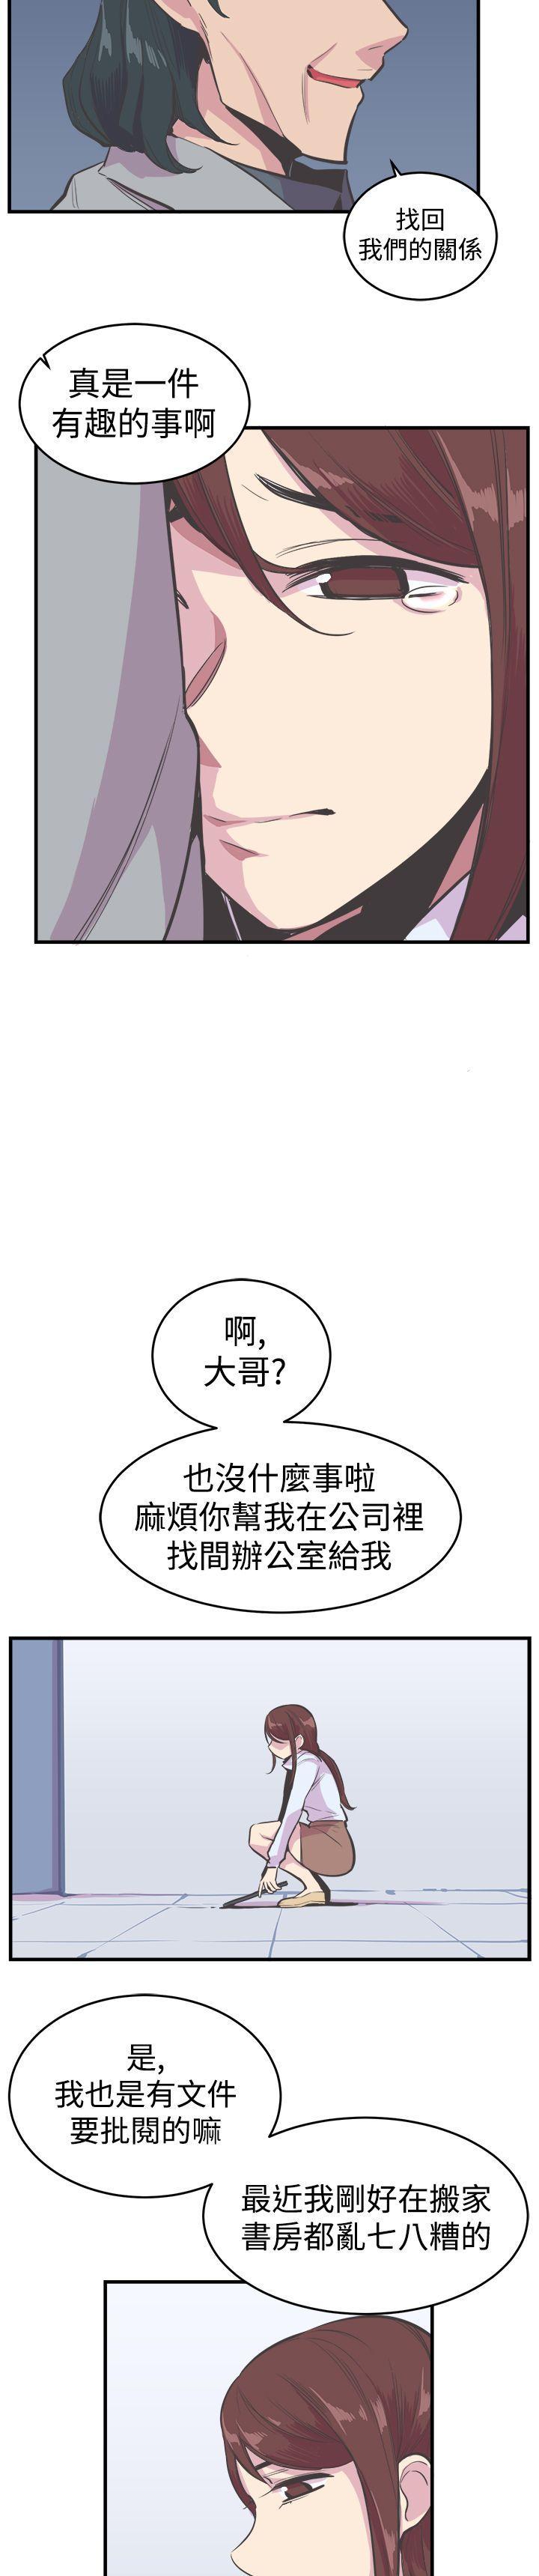 找回
我們的關係
真是一件
有趣的事啊
啊,
大哥?
也沒什麼事啦
麻煩你幫我在公司裡
找間辦公室給我
是,
我也是有文件
要批閱的嘛
最近我剛好在搬家
書房都亂七八糟的